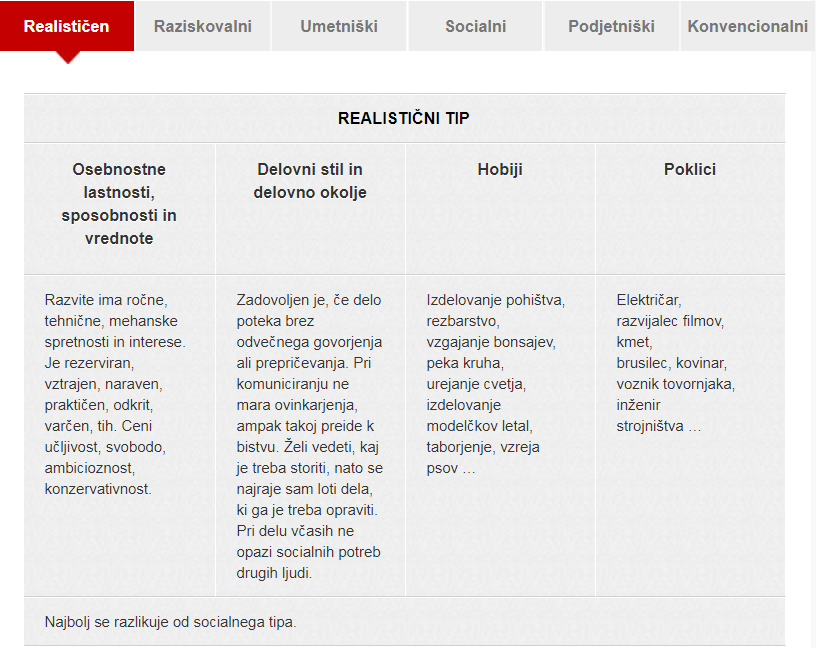 Realističen
Raziskovalni
Umetniški
Socialni
Podjetniški
Konvencionalni
REALISTIČNI TIP
Osebnostne
lastnosti,
sposobnosti in
vrednote
Delovni stil in
delovno okolje
Hobiji
Poklici
Razvite ima ročne,
tehnične, mehanske
spretnosti in interese.
Je rezerviran,
vztrajen, naraven,
praktičen, odkrit,
varčen, tih. Ceni
učljivost, svobodo,
ambicioznost,
konzervativnost.
Zadovoljen je, če delo
poteka brez
odvečnega govorjenja
ali prepričevanja. Pri
komuniciranju ne
mara ovinkarjenja,
ampak takoj preide k
bistvu. Želi vedeti, kaj
je treba storiti, nato se
najraje sam loti dela,
ki ga je treba opraviti.
Pri delu včasih ne
opazi socialnih potreb
drugih ljudi.
Izdelovanje pohištva,
rezbarstvo,
vzgajanje bonsajev,
peka kruha,
urejanje cvetja,
izdelovanje
modelčkov letal,
taborjenje, vzreja
psov …
Električar,
razvijalec filmov,
kmet,
brusilec, kovinar,
voznik tovornjaka,
inženir
strojništva …
Najbolj se razlikuje od socialnega tipa.